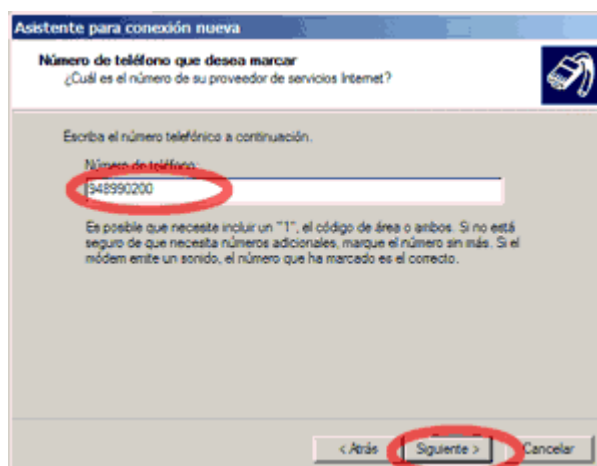 Asistente para conexión nueva
Número de teléfono que desea marcar
¿Cuál es el número de su proveedor de servicios Internet?
Escriba el número telefónico a continuación.
Número de teléfono:
948990200
Es posible que necesite incluir un "1", el código de área o ambos. Si no está
seguro de que necesita números adicionales, marque el número sin más. Si el
módem emite un sonido, el número que ha marcado es el correcto.
< Atrás
Siguiente >
Cancelar